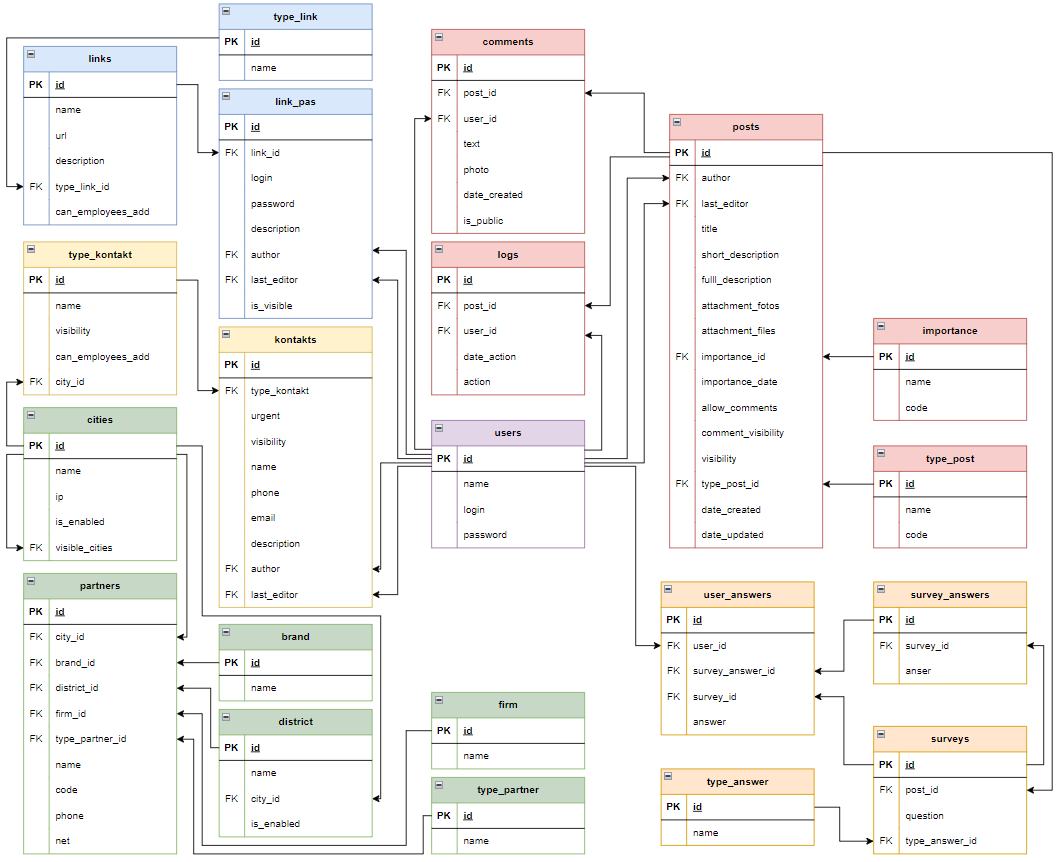 type_link
PK id
name
links
PK id
name
url
description
FK type_link_id
can_employees_add
link_pas
PK id
FK link_id
login
password
description
FK author
FK last_editor
is_visible
type_kontakt
PK id
name
visibility
can_employees_add
FK city_id
kontakts
PK id
FK type_kontakt
urgent
visibility
name
phone
email
description
FK author
FK last_editor
cities
PK id
name
ip
is_enabled
FK visible_cities
partners
PK id
FK city_id
FK brand_id
FK district_id
FK firm_id
FK type_partner_id
name
code
phone
net
brand
PK id
name
district
PK id
name
FK city_id
is_enabled
comments
PK id
FK post_id
FK user_id
text
photo
date_created
is_public
logs
PK id
FK post_id
FK user_id
date_action
action
users
PK id
name
login
password
firm
PK id
name
type_partner
PK id
name
posts
PK id
FK author
FK last_editor
title
short_description
fulll_description
attachment_fotos
attachment_files
FK importance_id
importance_date
allow_comments
comment_visibility
visibility
FK type_post_id
date_created
date_updated
importance
PK id
name
code
type_post
PK id
name
code
user_answers
PK id
FK user_id
FK survey_answer_id
FK survey_id
answer
survey_answers
PK id
FK survey_id
anser
surveys
PK id
FK post_id
question
FK type_answer_id
type_answer
PK id
name